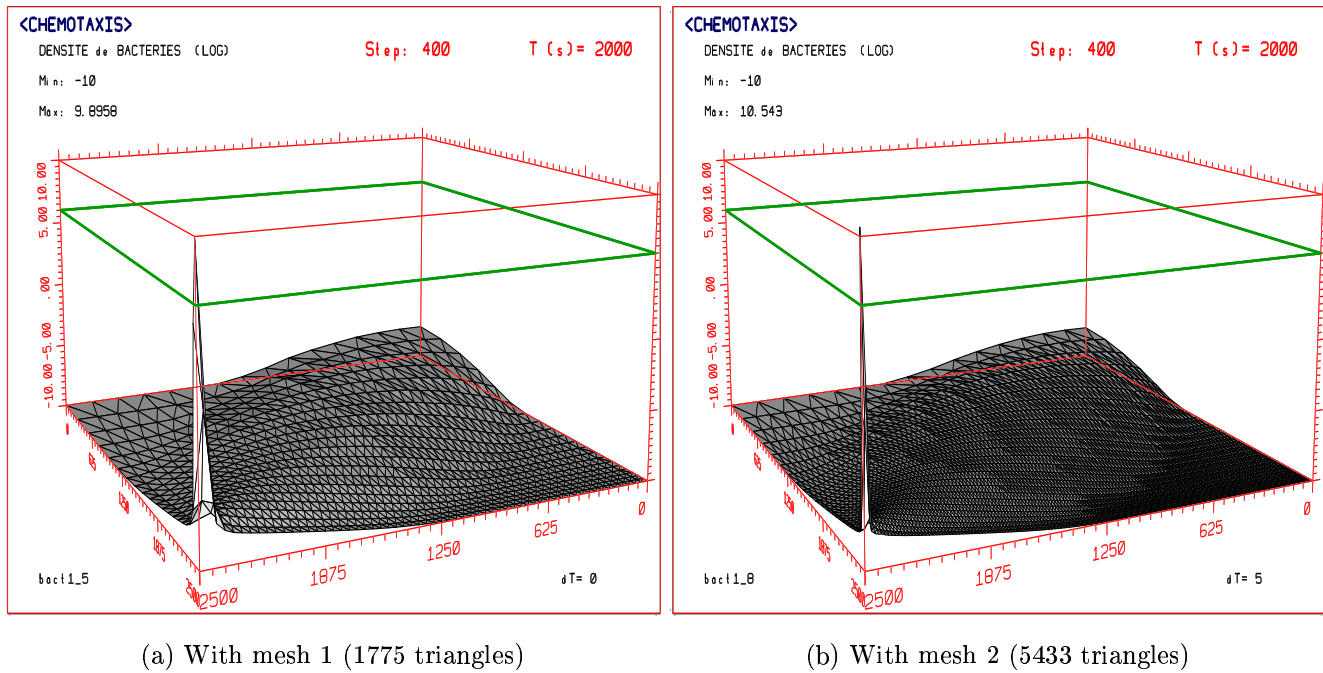 <CHEMOTAXIS>
DENSITE de BACTERIES (LOG)
Step: 400
T (s)= 2000
Min: -10
Max: 9.8958
10.00
5.00
.00
-5.00
-10.00
0
625
1250
1875
2500
2500
1875
1250
625
0
bact1_5
dT= 0
(a) With mesh 1 (1775 triangles)
<CHEMOTAXIS>
DENSITE de BACTERIES (LOG)
Step: 400
T (s)= 2000
Min: -10
Max: 10.543
10.00
5.00
.00
-5.00
-10.00
0
625
1250
1875
2500
2500
1875
1250
625
0
bact1_8
dT= 5
(b) With mesh 2 (5433 triangles)